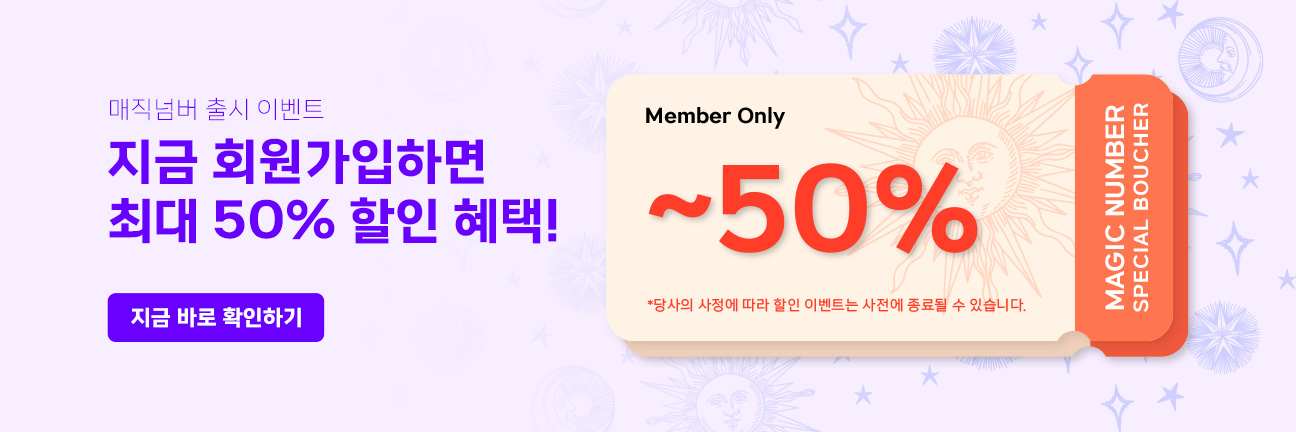 매직넘버 출시 이벤트
지금 회원가입하면
최대 50% 할인 혜택!
지금 바로 확인하기
Member Only
~50%
*당사의 사정에 따라 할인 이벤트는 사전에 종료될 수 있습니다.
MAGIC NUMBER
SPECIAL BOUCHER